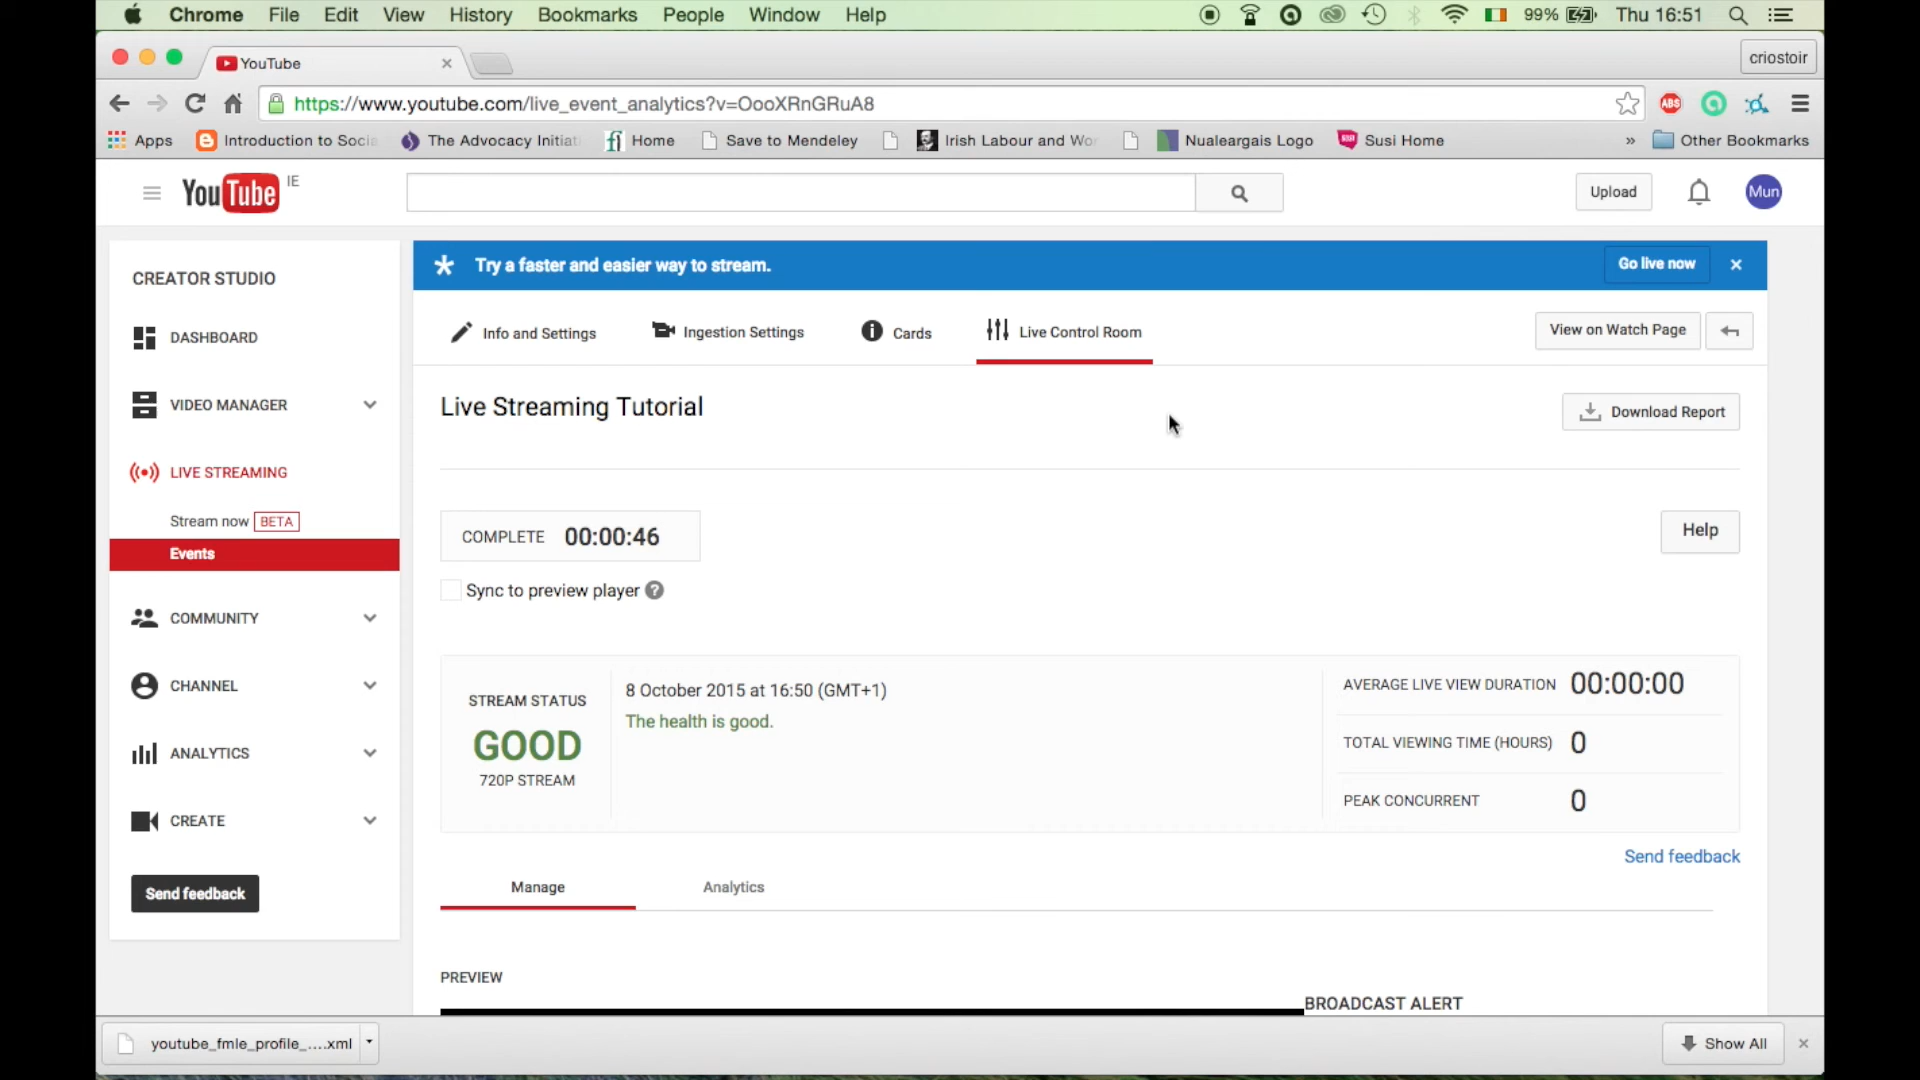 Chrome File Edit View History Bookmarks People Window Help 99% Thu 16:51
YouTube criostoir
https://www.youtube.com/live_event_analytics?v=OooXRnGRuA8 ABS
Apps Introduction to Socia The Advocacy Initiati Home Save to Mendeley Irish Labour and Wor Nualeargais Logo Susi Home » Other Bookmarks
YouTube IE Upload Mun
Try a faster and easier way to stream. Go live now
CREATOR STUDIO
DASHBOARD
VIDEO MANAGER
LIVE STREAMING
Stream now BETA
Events
COMMUNITY
CHANNEL
ANALYTICS
CREATE
Send feedback
Info and Settings Ingestion Settings Cards Live Control Room View on Watch Page
Live Streaming Tutorial Download Report
COMPLETE 00:00:46 Help
Sync to preview player ?
STREAM STATUS
GOOD
720P STREAM
8 October 2015 at 16:50 (GMT+1)
The health is good.
AVERAGE LIVE VIEW DURATION 00:00:00
TOTAL VIEWING TIME (HOURS) 0
PEAK CONCURRENT 0
Send feedback
Manage Analytics
PREVIEW
BROADCAST ALERT
youtube_fmle_profile_....xml Show All